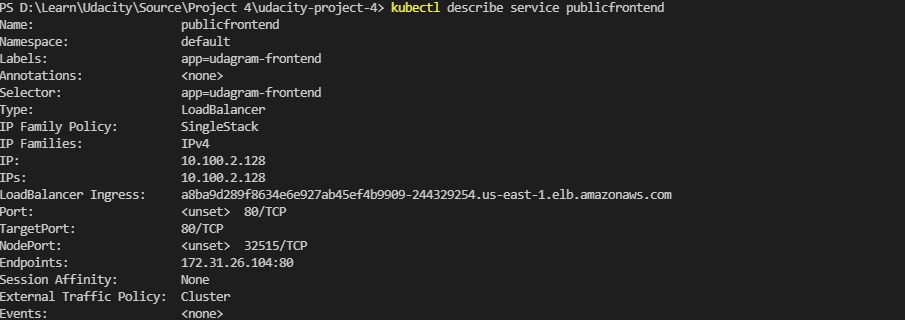 PS D:\Learn\Udacity\Source\Project 4\udacity-project-4> kubectl describe service publicfrontend
Name: publicfrontend
Namespace: default
Labels: app=udagram-frontend
Annotations: <none>
Selector: app=udagram-frontend
Type: LoadBalancer
IP Family Policy: SingleStack
IP Families: IPv4
IP: 10.100.2.128
IPs: 10.100.2.128
LoadBalancer Ingress: a8ba9d289f8634e6e927ab45ef4b9909-244329254.us-east-1.elb.amazonaws.com
Port: <unset> 80/TCP
TargetPort: 80/TCP
NodePort: <unset> 32515/TCP
Endpoints: 172.31.26.104:80
Session Affinity: None
External Traffic Policy: Cluster
Events: <none>